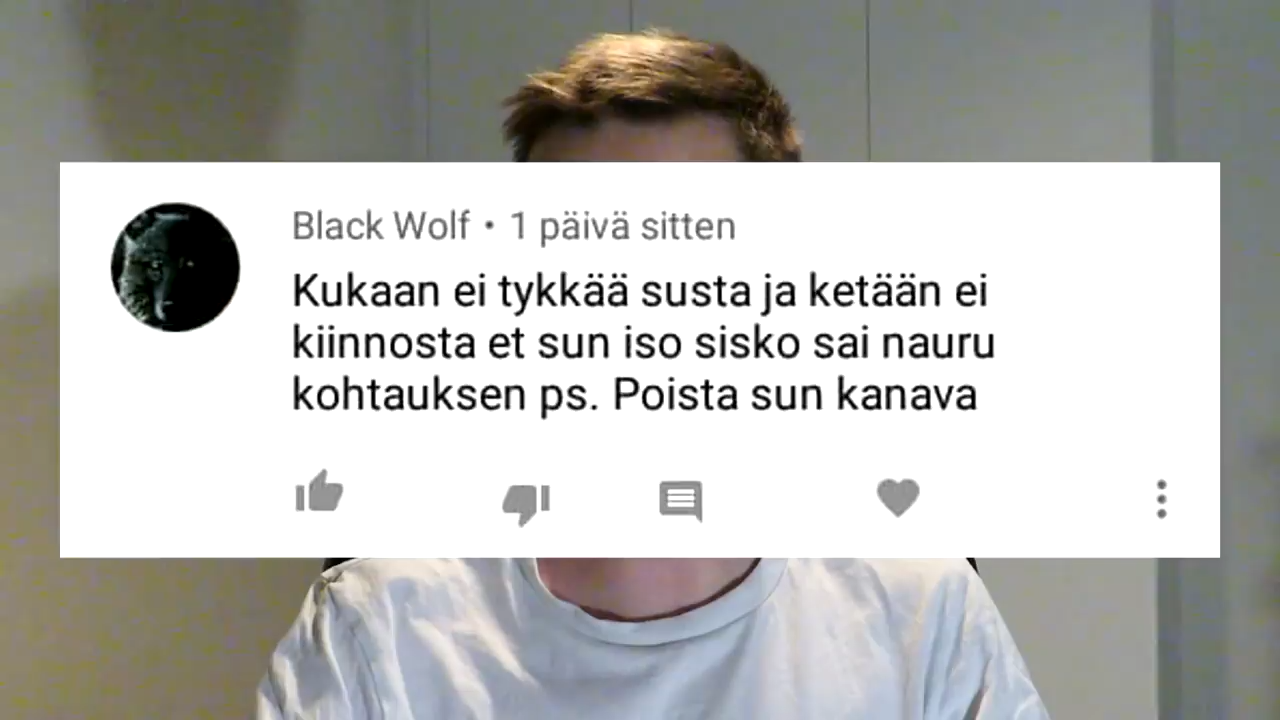 Black Wolf • 1 päivä sitten
Kukaan ei tykkää susta ja ketään ei
kiinnosta et sun iso sisko sai nauru
kohtauksen ps. Poista sun kanava